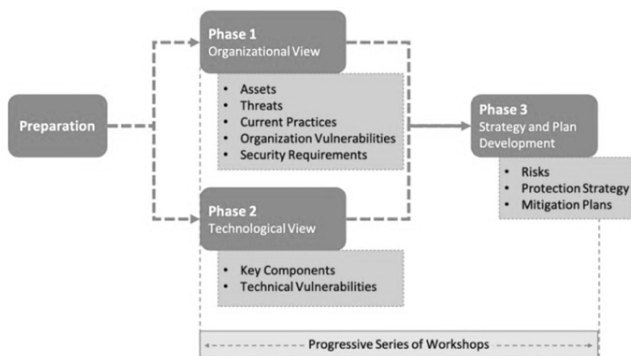 Preparation
Phase 1
Organizational View
• Assets
• Threats
• Current Practices
• Organization Vulnerabilities
• Security Requirements
Phase 2
Technological View
• Key Components
• Technical Vulnerabilities
Phase 3
Strategy and Plan
Development
• Risks
• Protection Strategy
• Mitigation Plans
Progressive Series of Workshops